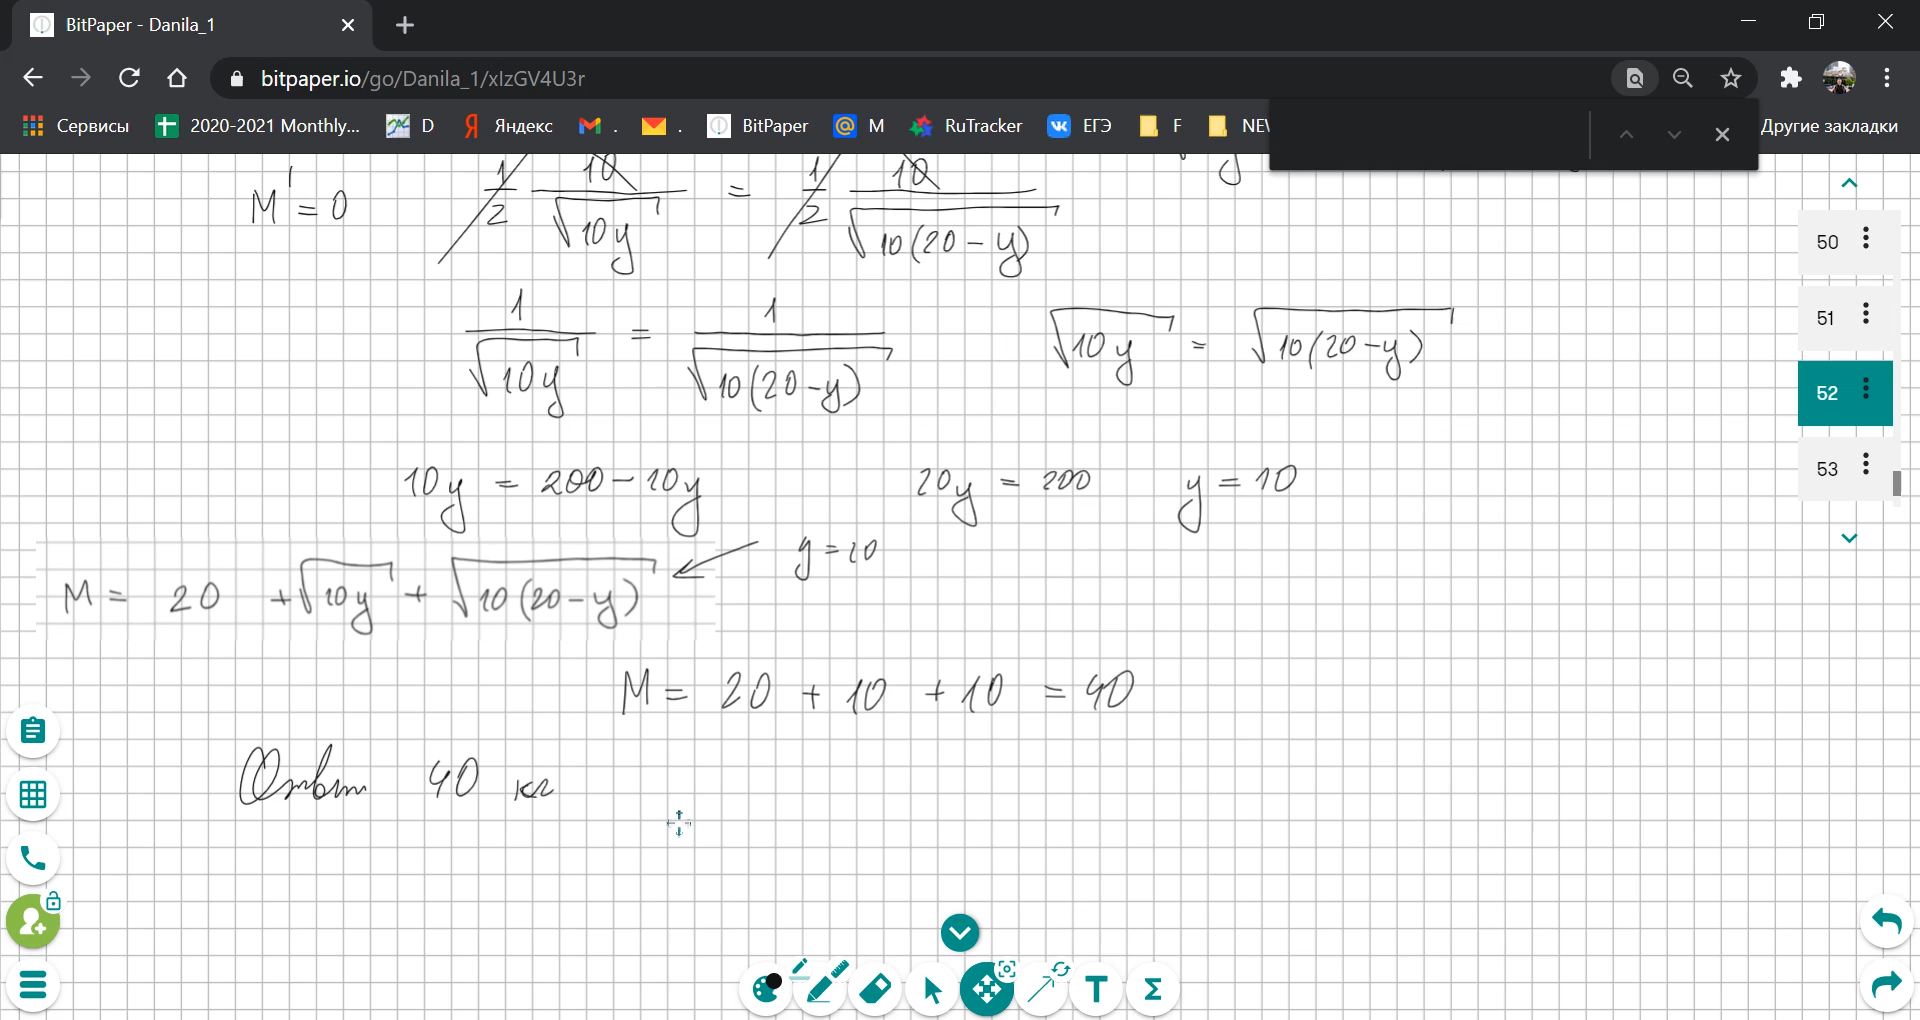 BitPaper - Danila_1
bitpaper.io/go/Danila_1/xIzGV4U3r
Сервисы 2020-2021 Monthly... D Яндекс . . BitPaper M RuTracker ЕГЭ F NEV Другие закладки
M' = 0 1/2 10/√10y = 1/2 10/√10(20-y)
1/√10y = 1/√10(20-y) √10y = √10(20-y)
10y = 200-10y 20y = 200 y = 10
y = 10
M = 20 + √10y + √10(20-y)
M = 20 + 10 + 10 = 40
Ответ 40 кг
50
51
52
53
T Σ